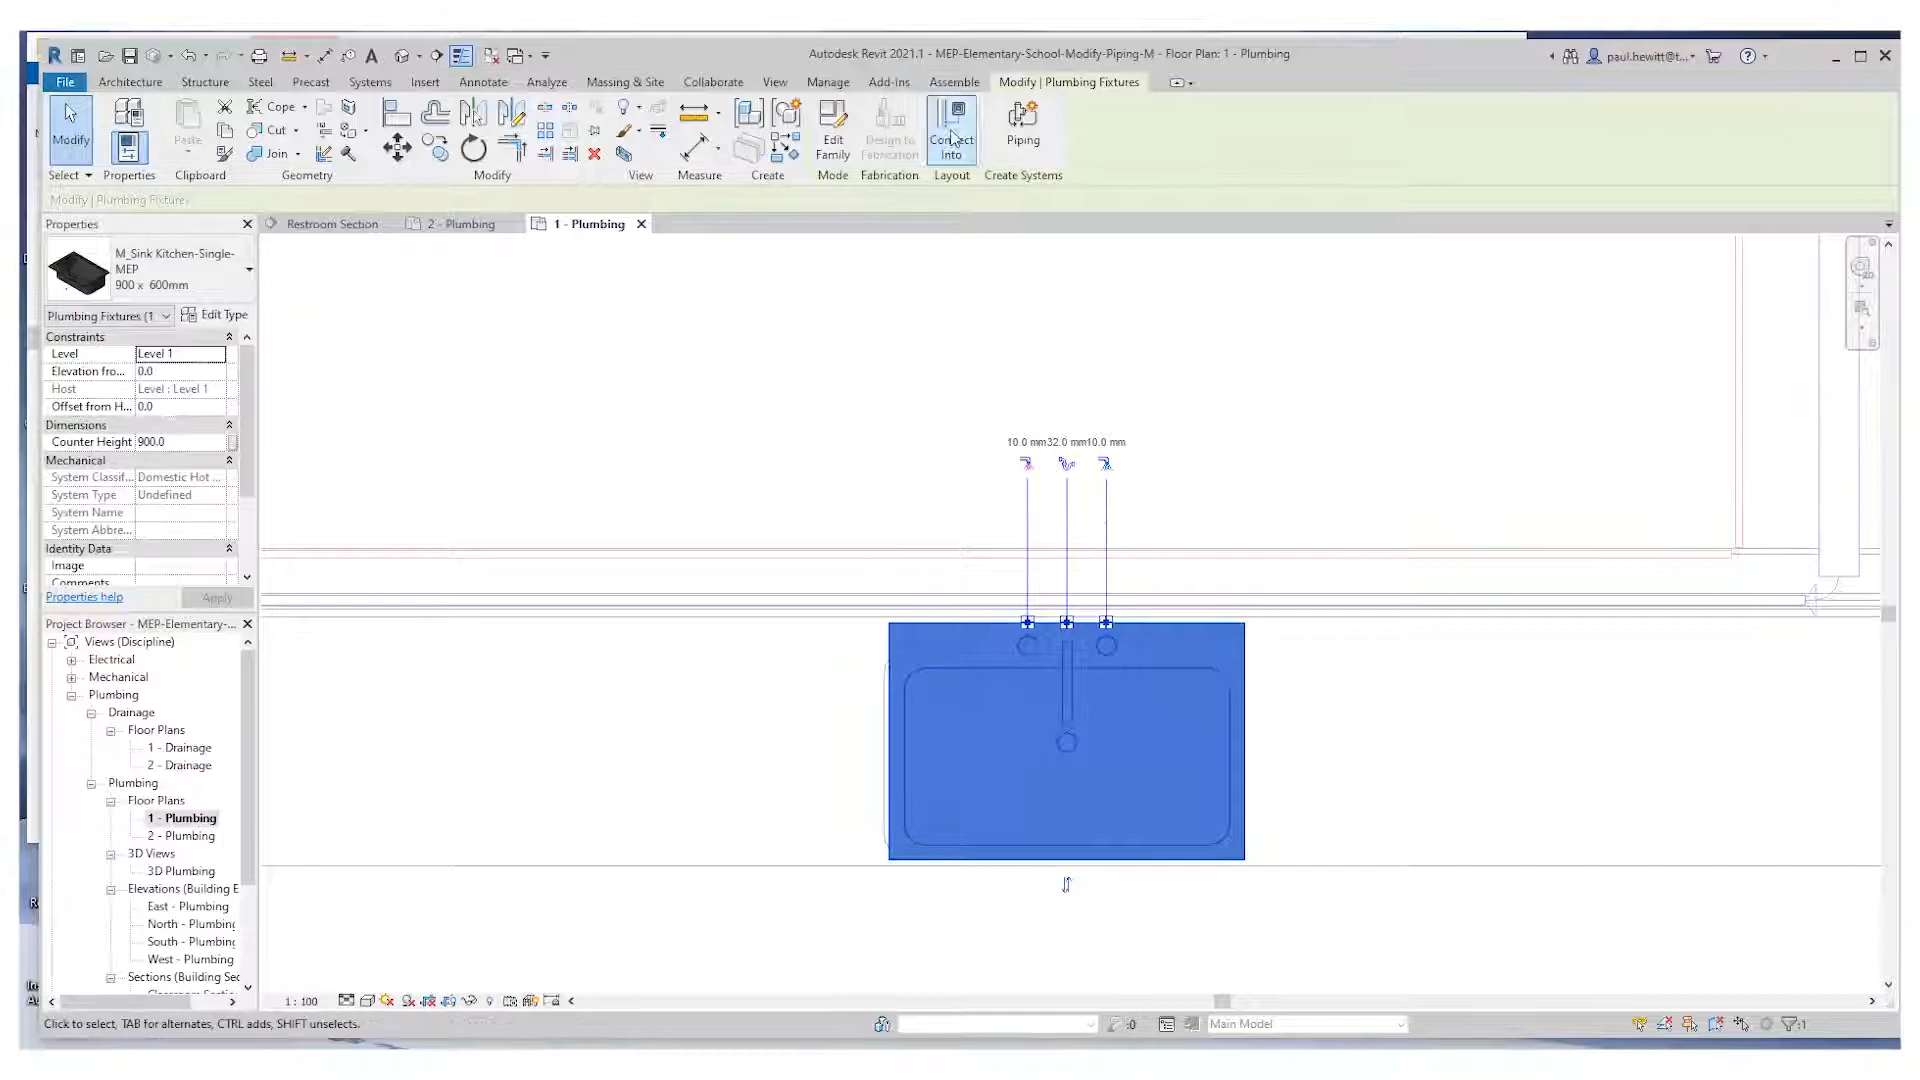 Autodesk Revit 2021.1 - MEP-Elementary-School-Modify-Piping-M - Floor Plan: 1 - Plumbing
paul.hewitt@t...
File Architecture Structure Steel Precast Systems Insert Annotate Analyze Massing & Site Collaborate View Manage Add-Ins Assemble Modify | Plumbing Fixtures
Modify
Paste
Cope
Cut
Join
Edit Family
Design to Fabrication
Connect Into
Piping
Select Properties Clipboard Geometry Modify View Measure Create Mode Fabrication Layout Create Systems
Modify | Plumbing Fixtures
Properties
Restroom Section
2 - Plumbing
1 - Plumbing
M_Sink Kitchen-Single-
MEP
900 x 600mm
Plumbing Fixtures (1
Edit Type
Constraints
Level Level 1
Elevation fro... 0.0
Host Level : Level 1
Offset from H... 0.0
Dimensions
Counter Height 900.0
Mechanical
System Classif... Domestic Hot ...
System Type Undefined
System Name
System Abbre...
Identity Data
Image
Comments
Properties help
Apply
10.0 mm 32.0 mm 10.0 mm
Project Browser - MEP-Elementary-...
Views (Discipline)
Electrical
Mechanical
Plumbing
Drainage
Floor Plans
1 - Drainage
2 - Drainage
Plumbing
Floor Plans
1 - Plumbing
2 - Plumbing
3D Views
3D Plumbing
Elevations (Building E
East - Plumbing
North - Plumbing
South - Plumbing
West - Plumbing
Sections (Building Sec
1 : 100
Click to select, TAB for alternates, CTRL adds, SHIFT unselects.
:0
Main Model
:1